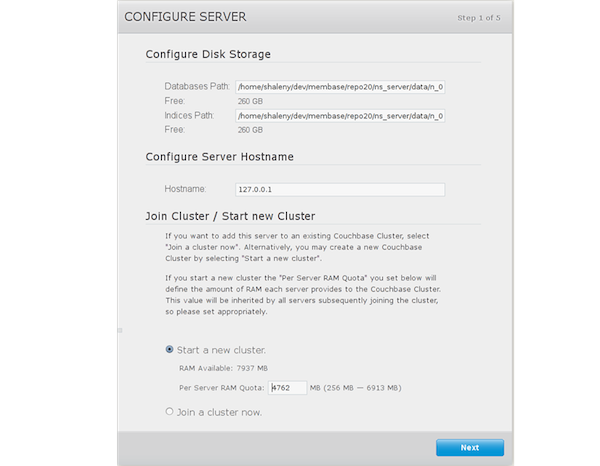 CONFIGURE SERVER
Step 1 of 5
Configure Disk Storage
Databases Path: /home/shaleny/dev/membase/repo20/ns_server/data/n_0
Free: 260 GB
Indices Path: /home/shaleny/dev/membase/repo20/ns_server/data/n_0
Free: 260 GB
Configure Server Hostname
Hostname: 127.0.0.1
Join Cluster / Start new Cluster
If you want to add this server to an existing Couchbase Cluster, select
"Join a cluster now". Alternatively, you may create a new Couchbase
Cluster by selecting "Start a new cluster".
If you start a new cluster the "Per Server RAM Quota" you set below will
define the amount of RAM each server provides to the Couchbase Cluster.
This value will be inherited by all servers subsequently joining the cluster,
so please set appropriately.
Start a new cluster.
RAM Available: 7937 MB
Per Server RAM Quota: 4762 MB (256 MB — 6913 MB)
Join a cluster now.
Next